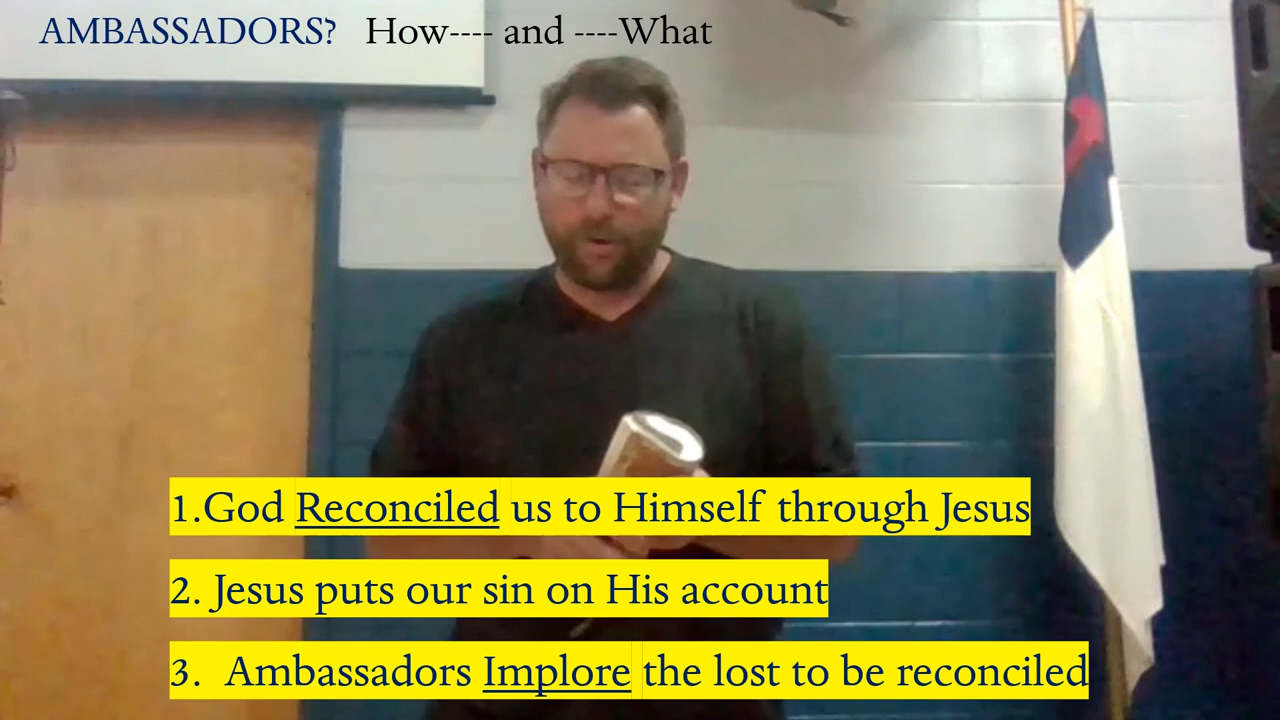 AMBASSADORS? How---- and ----What
1.God Reconciled us to Himself through Jesus
2. Jesus puts our sin on His account
3. Ambassadors Implore the lost to be reconciled